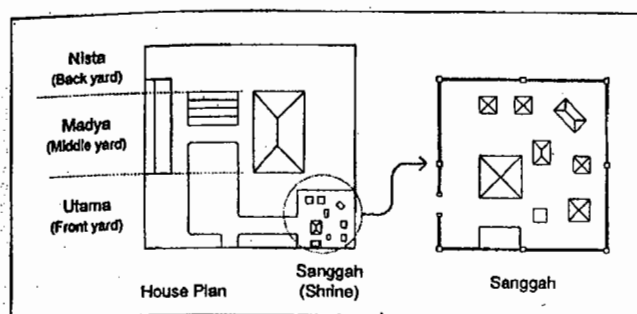 Nista
(Back yard)
Madya
(Middle yard)
Utama
(Front yard)
House Plan
Sanggah
(Shrine)
Sanggah